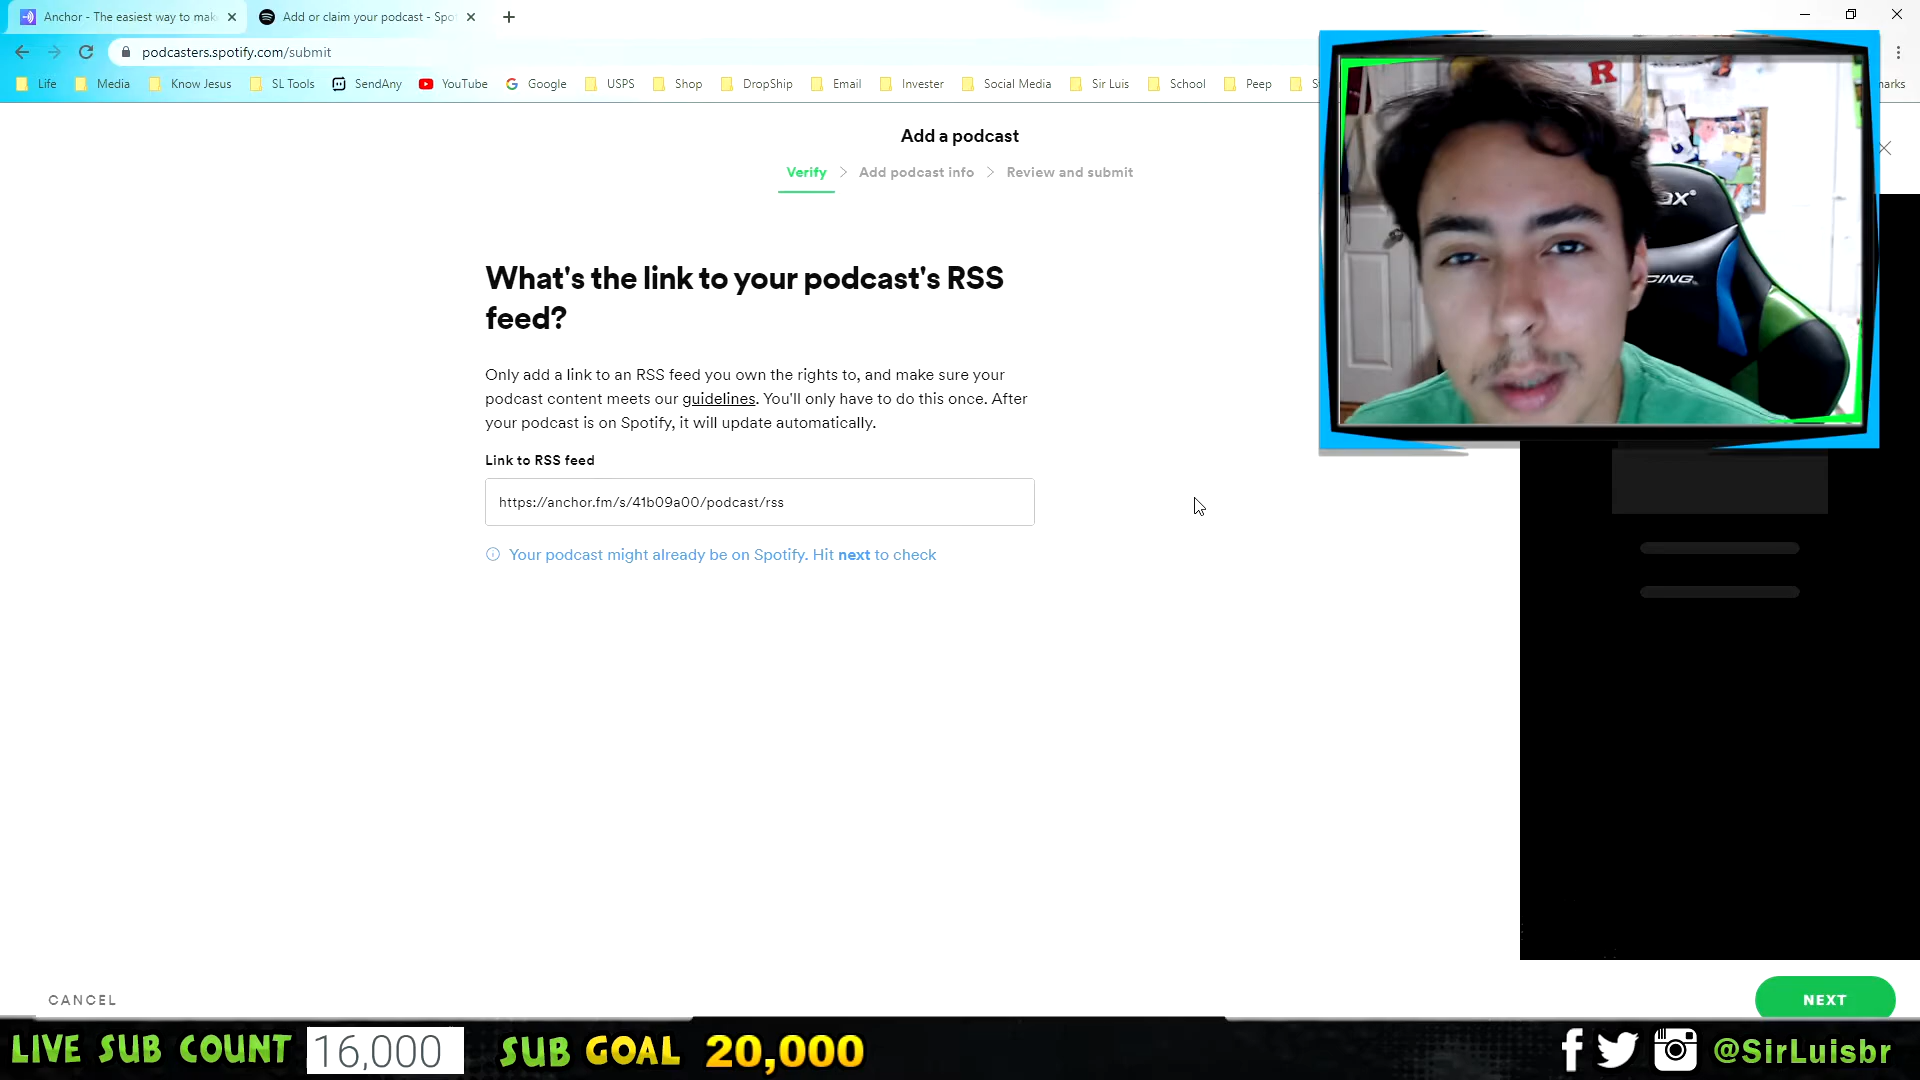 Anchor - The easiest way to mak
Add or claim your podcast - Spot
podcasters.spotify.com/submit
Life Media Know Jesus SL Tools SendAny YouTube Google USPS Shop DropShip Email Invester Social Media Sir Luis School Peep
Add a podcast
Verify Add podcast info Review and submit
What's the link to your podcast's RSS
feed?
Only add a link to an RSS feed you own the rights to, and make sure your
podcast content meets our guidelines. You'll only have to do this once. After
your podcast is on Spotify, it will update automatically.
Link to RSS feed
https://anchor.fm/s/41b09a00/podcast/rss
Your podcast might already be on Spotify. Hit next to check
R
CANCEL
NEXT
LIVE SUB COUNT 16,000 SUB GOAL 20,000 @SirLuisbr